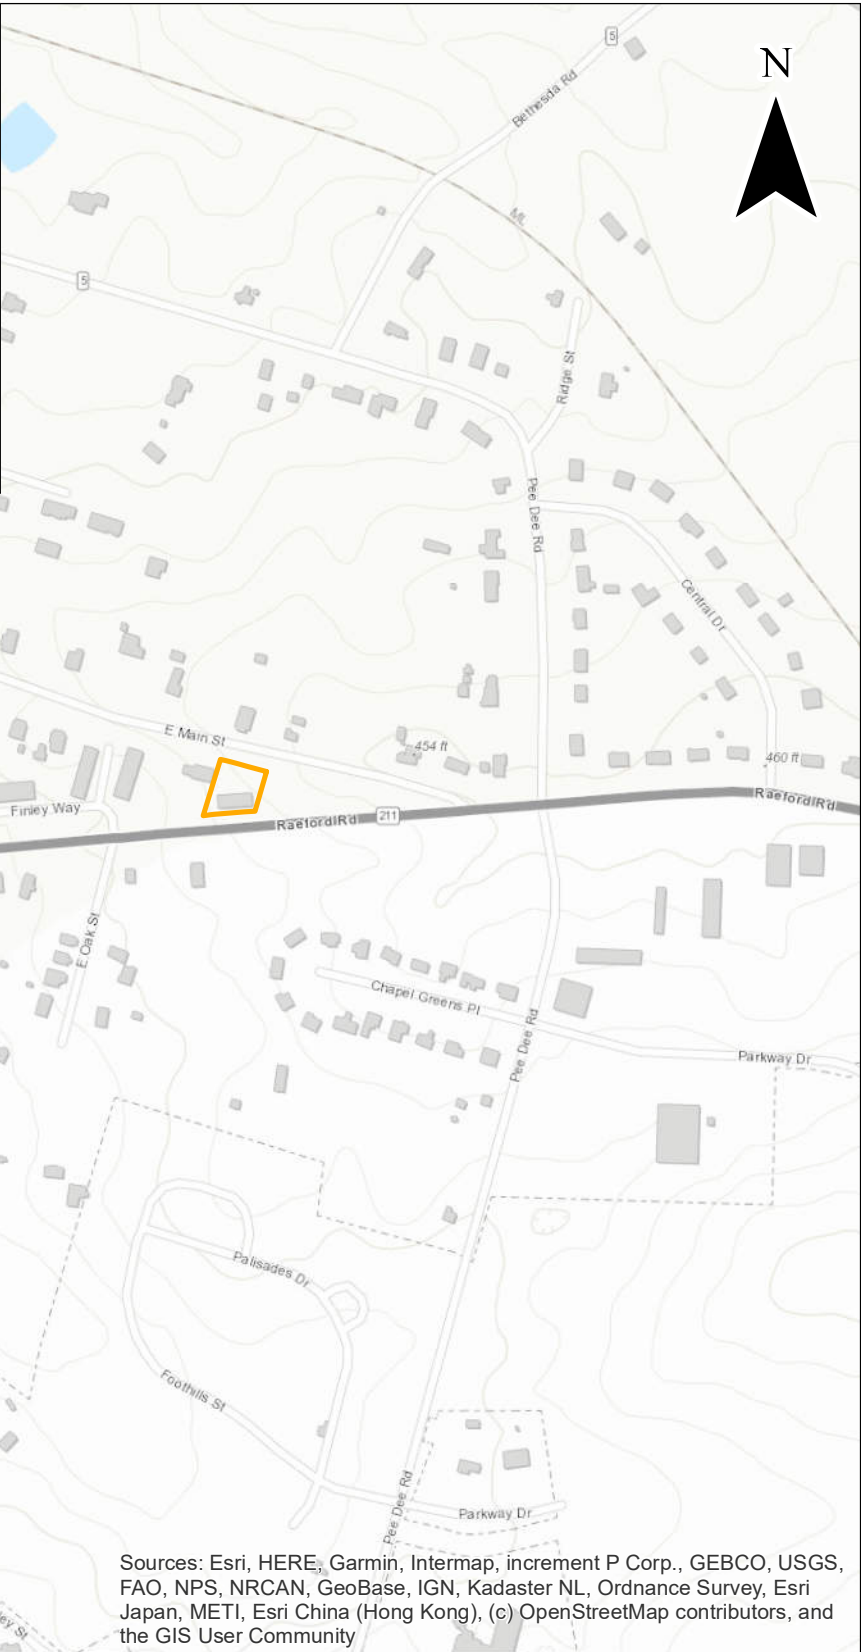 5
N
Bethesda Rd
ML
5
Ridge St
Pee Dee Rd
Central Dr
E Main St
454 ft
460 ft
Finley Way
Raeford Rd
211
Raeford Rd
E Oak St
Chapel Greens Pl
Pee Dee Rd
Parkway Dr
Palisades Dr
Foothills St
Pee Dee Rd
Parkway Dr
ey St
Sources: Esri, HERE, Garmin, Intermap, increment P Corp., GEBCO, USGS,
FAO, NPS, NRCAN, GeoBase, IGN, Kadaster NL, Ordnance Survey, Esri
Japan, METI, Esri China (Hong Kong), (c) OpenStreetMap contributors, and
the GIS User Community